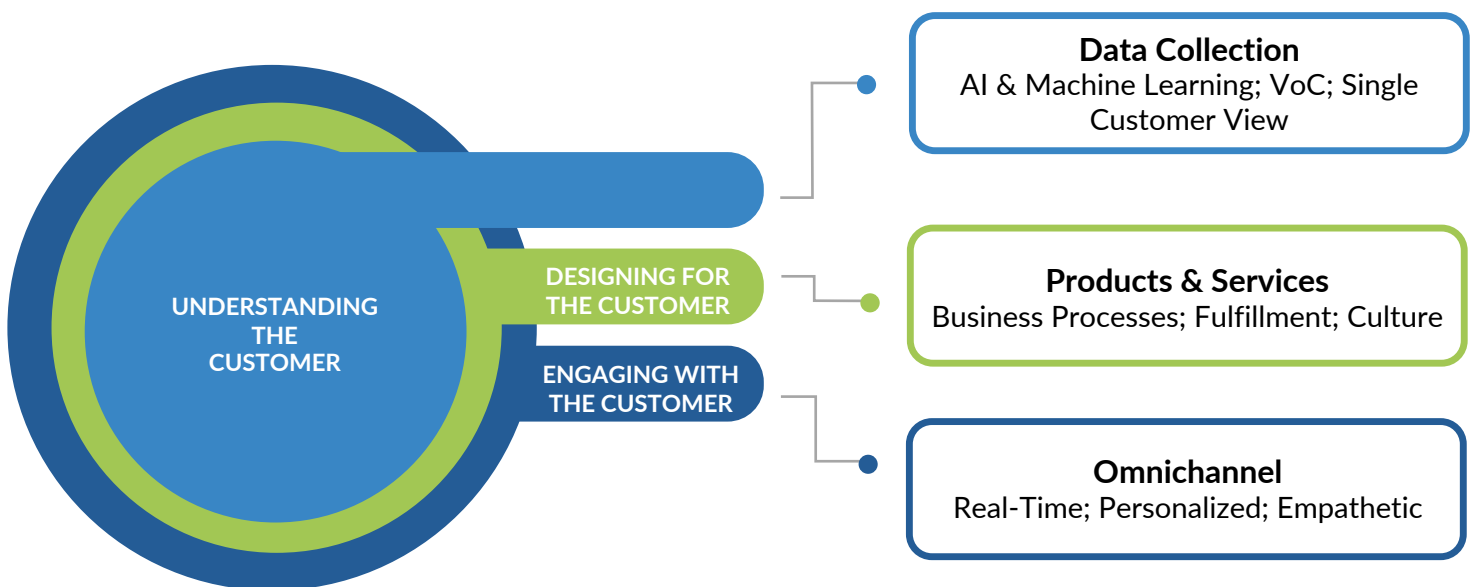 UNDERSTANDING
THE
CUSTOMER
DESIGNING FOR
THE CUSTOMER
ENGAGING WITH
THE CUSTOMER
Data Collection
AI & Machine Learning; VoC; Single
Customer View
Products & Services
Business Processes; Fulfillment; Culture
Omnichannel
Real-Time; Personalized; Empathetic